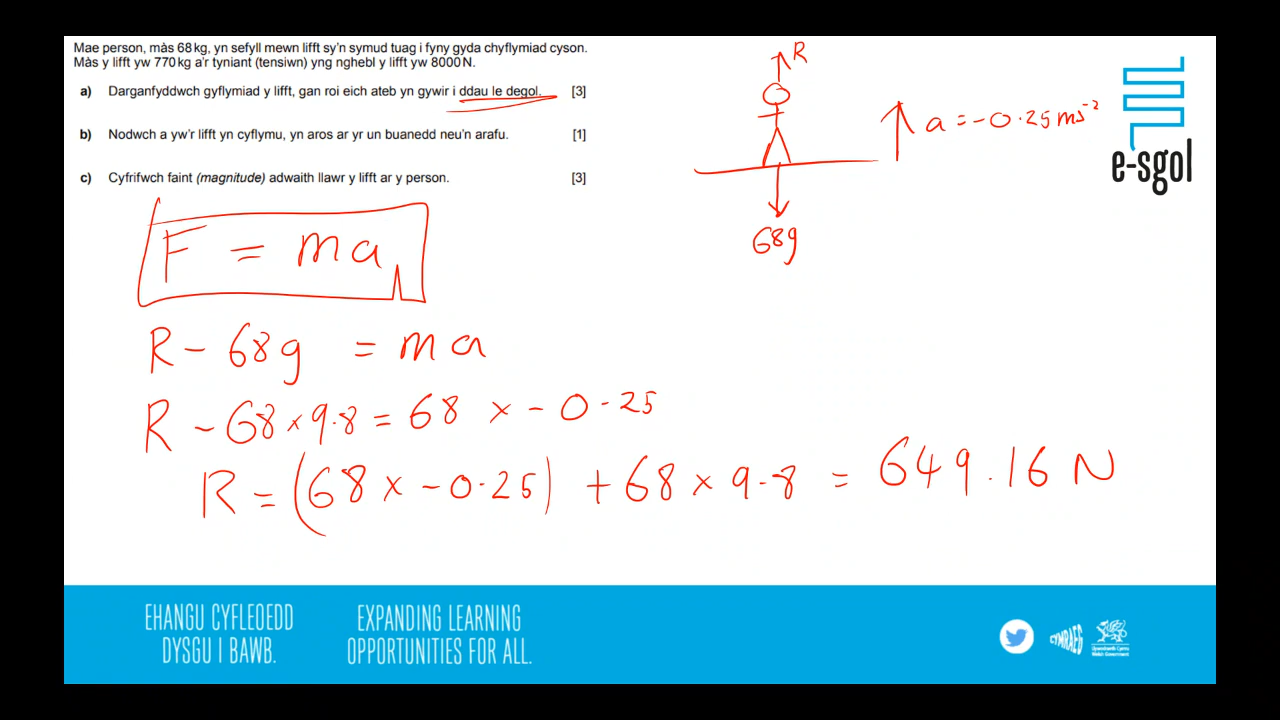 Mae person, màs 68 kg, yn sefyll mewn lifft sy'n symud tuag i fyny gyda chyflymiad cyson.
Màs y lifft yw 770 kg a'r tyniant (tensiwn) yng nghebl y lifft yw 8000 N.
a) Darganfyddwch gyflymiad y lifft, gan roi eich ateb yn gywir i ddau le degol. [3]
b) Nodwch a yw'r lifft yn cyflymu, yn aros ar yr un buanedd neu'n arafu. [1]
c) Cyfrifwch faint (magnitude) adwaith llawr y lifft ar y person. [3]
R
a = -0.25 ms⁻²
68g
e-sgol
F = ma
R - 68g = ma
R - 68 × 9.8 = 68 × - 0.25
R = (68 × - 0.25) + 68 × 9.8 = 649.16 N
EHANGU CYFLEOEDD
DYSGU I BAWB.
EXPANDING LEARNING
OPPORTUNITIES FOR ALL.
CYMRAEG
Llywodraeth Cymru
Welsh Government